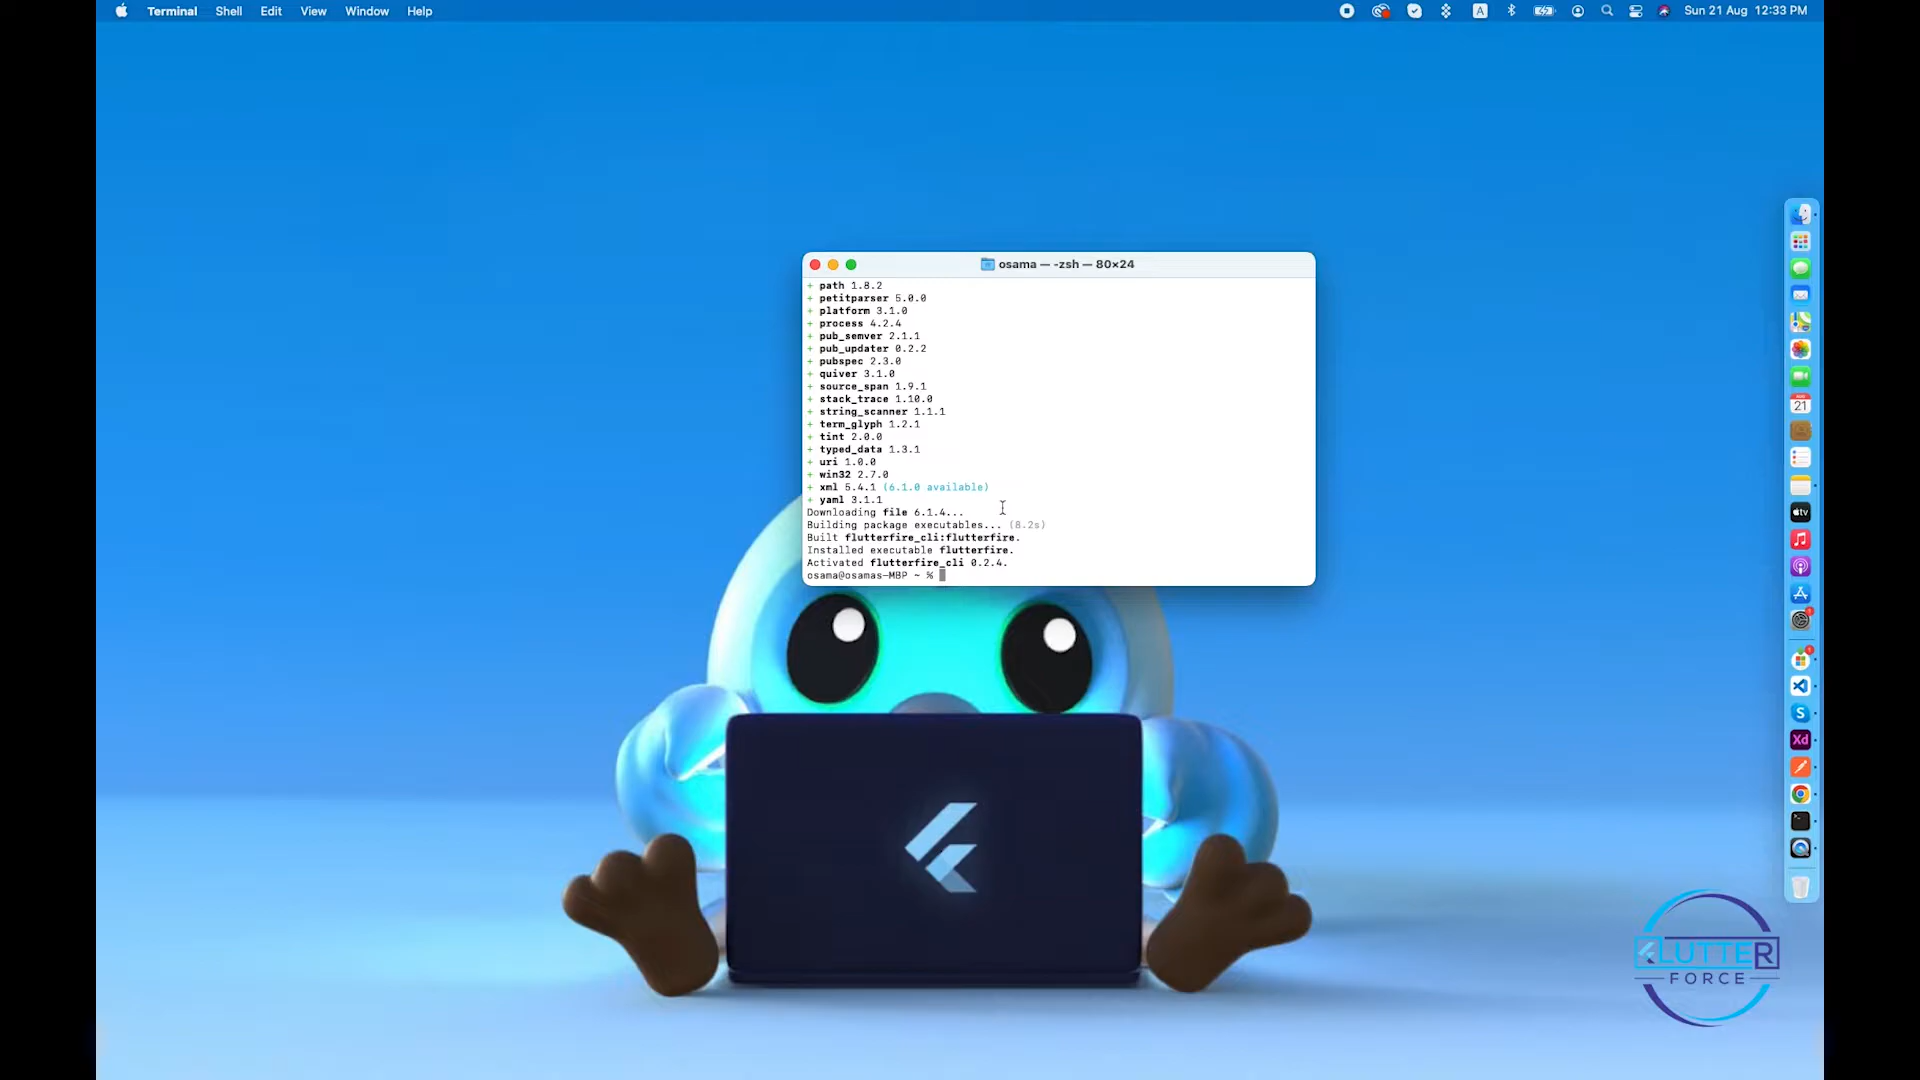 Terminal Shell Edit View Window Help
A
Sun 21 Aug 12:33 PM
osama — -zsh — 80×24
+ path 1.8.2
+ petitparser 5.0.0
+ platform 3.1.0
+ process 4.2.4
+ pub_semver 2.1.1
+ pub_updater 0.2.2
+ pubspec 2.3.0
+ quiver 3.1.0
+ source_span 1.9.1
+ stack_trace 1.10.0
+ string_scanner 1.1.1
+ term_glyph 1.2.1
+ tint 2.0.0
+ typed_data 1.3.1
+ uri 1.0.0
+ win32 2.7.0
+ xml 5.4.1 (6.1.0 available)
+ yaml 3.1.1
Downloading file 6.1.4...
Building package executables... (8.2s)
Built flutterfire_cli:flutterfire.
Installed executable flutterfire.
Activated flutterfire_cli 0.2.4.
osama@osamas-MBP ~ %
21
tv
S
Xd
FLUTTER
FORCE